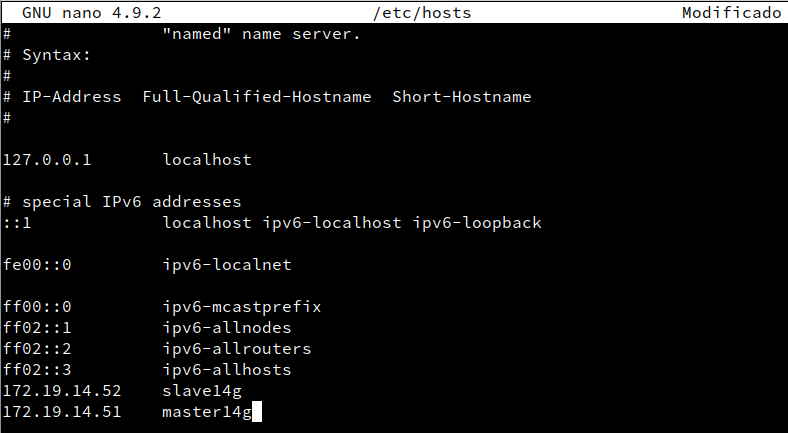 GNU nano 4.9.2 /etc/hosts Modificado
# "named" name server.
# Syntax:
#
# IP-Address Full-Qualified-Hostname Short-Hostname
#
127.0.0.1 localhost
# special IPv6 addresses
::1 localhost ipv6-localhost ipv6-loopback
fe00::0 ipv6-localnet
ff00::0 ipv6-mcastprefix
ff02::1 ipv6-allnodes
ff02::2 ipv6-allrouters
ff02::3 ipv6-allhosts
172.19.14.52 slave14g
172.19.14.51 master14g